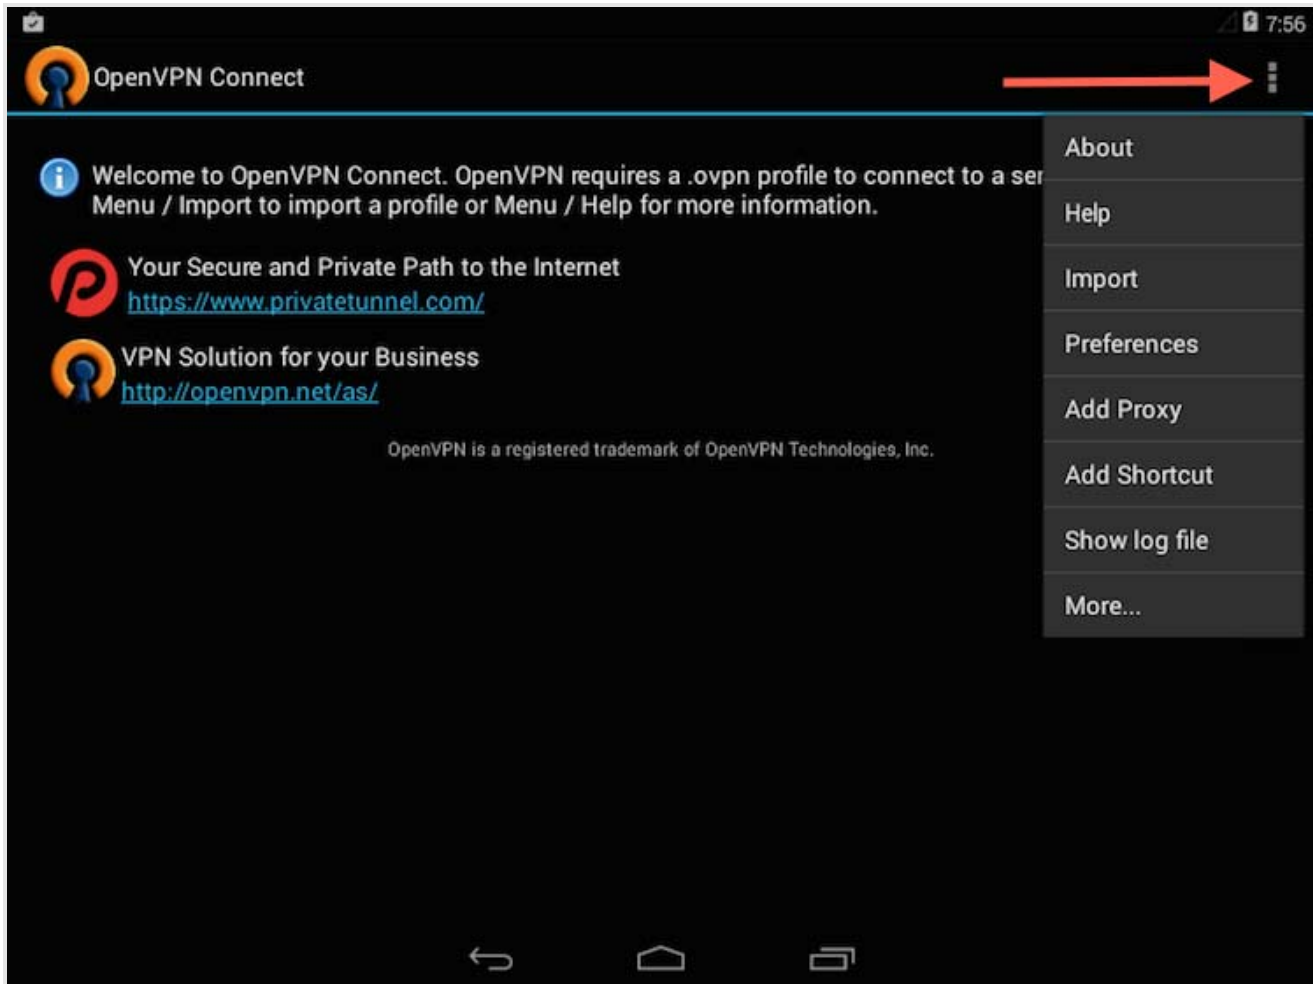 7:56
OpenVPN Connect
Welcome to OpenVPN Connect. OpenVPN requires a .ovpn profile to connect to a ser
Menu / Import to import a profile or Menu / Help for more information.
Your Secure and Private Path to the Internet
https://www.privatetunnel.com/
VPN Solution for your Business
http://openvpn.net/as/
OpenVPN is a registered trademark of OpenVPN Technologies, Inc.
About
Help
Import
Preferences
Add Proxy
Add Shortcut
Show log file
More...